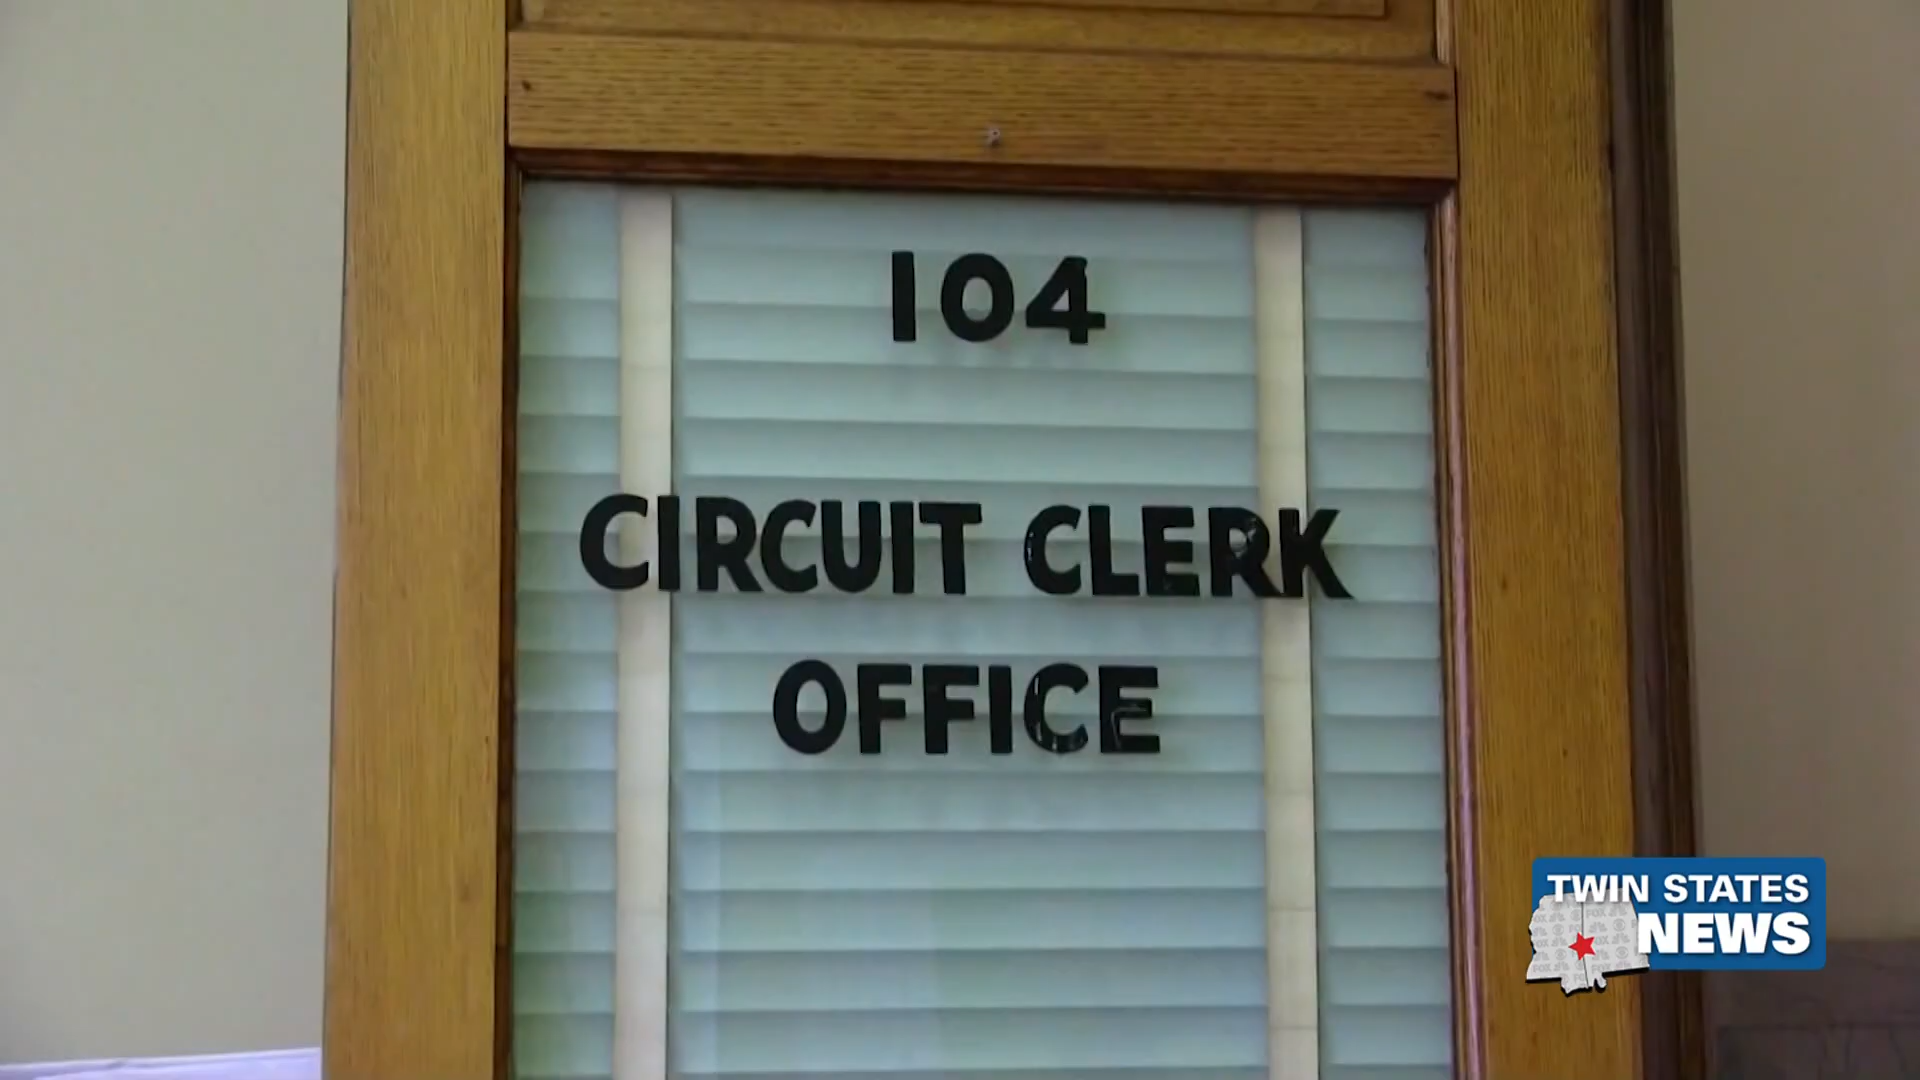 104
CIRCUIT CLERK
OFFICE
TWIN STATES
NEWS